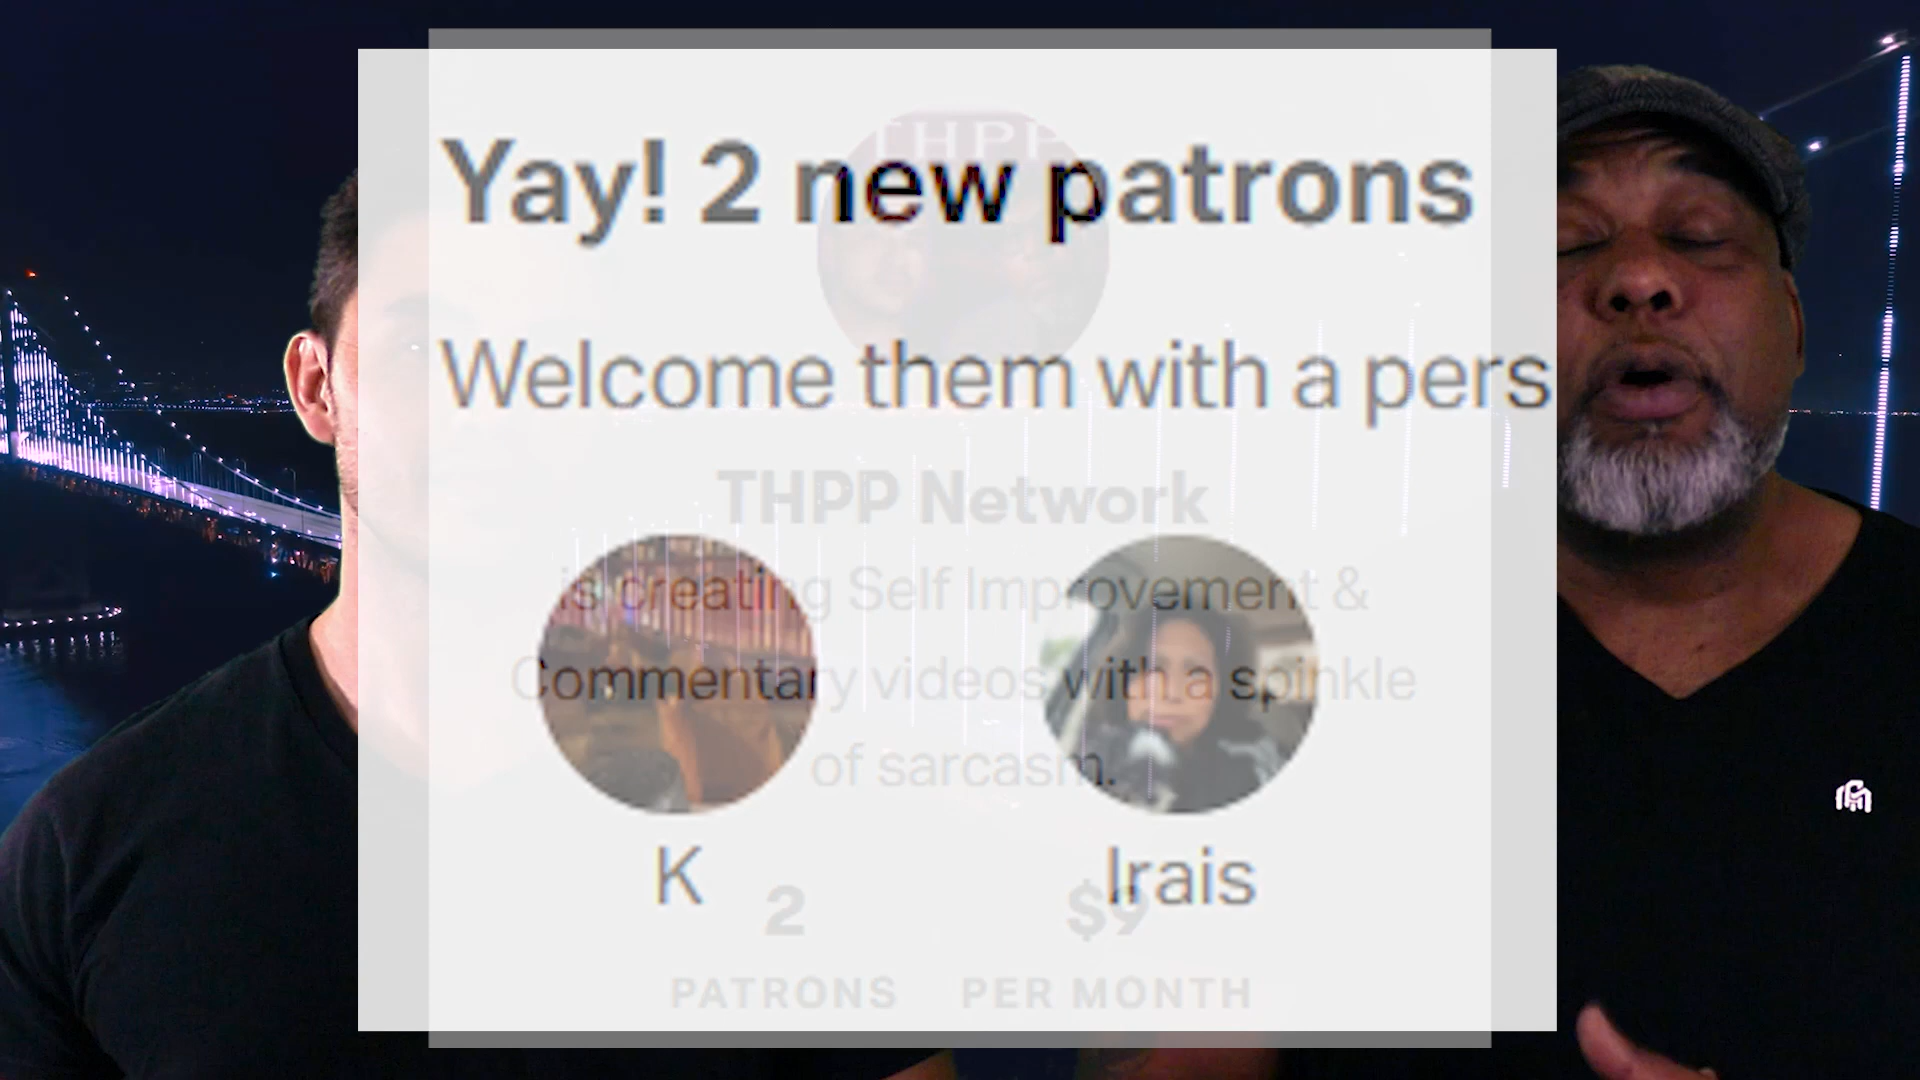 THPP
Yay! 2 new patrons
Welcome them with a pers
THPP Network
is creating Self Improvement &
Commentary videos with a spinkle
of sarcasm.
K
Irais
2
$9
PATRONS
PER MONTH